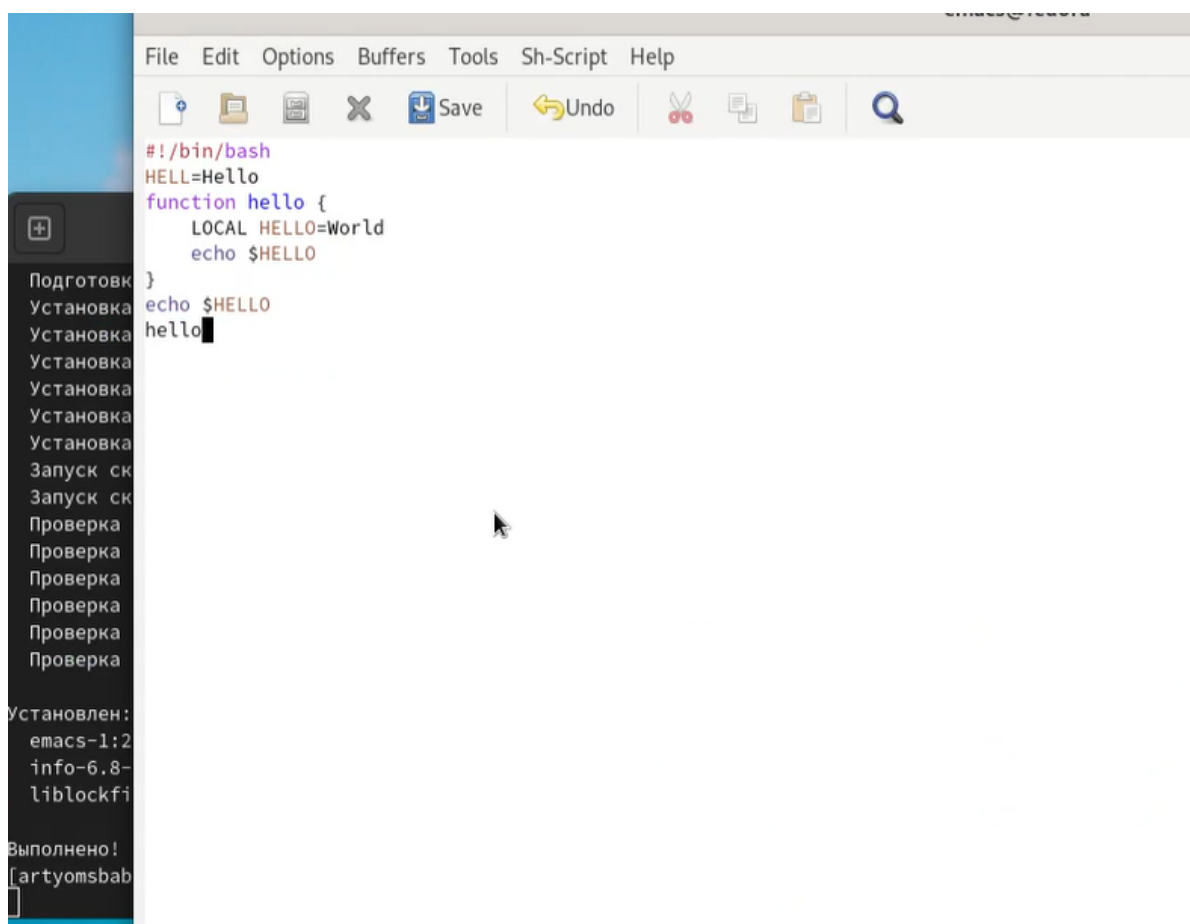 emacs@fedora
File Edit Options Buffers Tools Sh-Script Help
Save Undo
#!/bin/bash
HELL=Hello
function hello {
    LOCAL HELLO=World
    echo $HELLO
}
echo $HELLO
hello
Подготовк
Установка
Установка
Установка
Установка
Установка
Установка
Запуск ск
Запуск ск
Проверка
Проверка
Проверка
Проверка
Проверка
Проверка
Установлен:
emacs-1:2
info-6.8-
liblockfi
Выполнено!
[artyomsbab